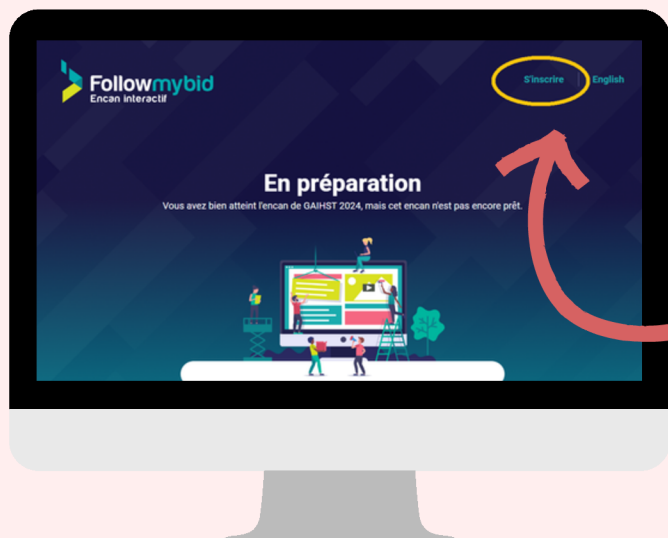 Followmybid
Encan interactif
S'inscrire
English
En préparation
Vous avez bien atteint l'encan de GAIHST 2024, mais cet encan n'est pas encore prêt.